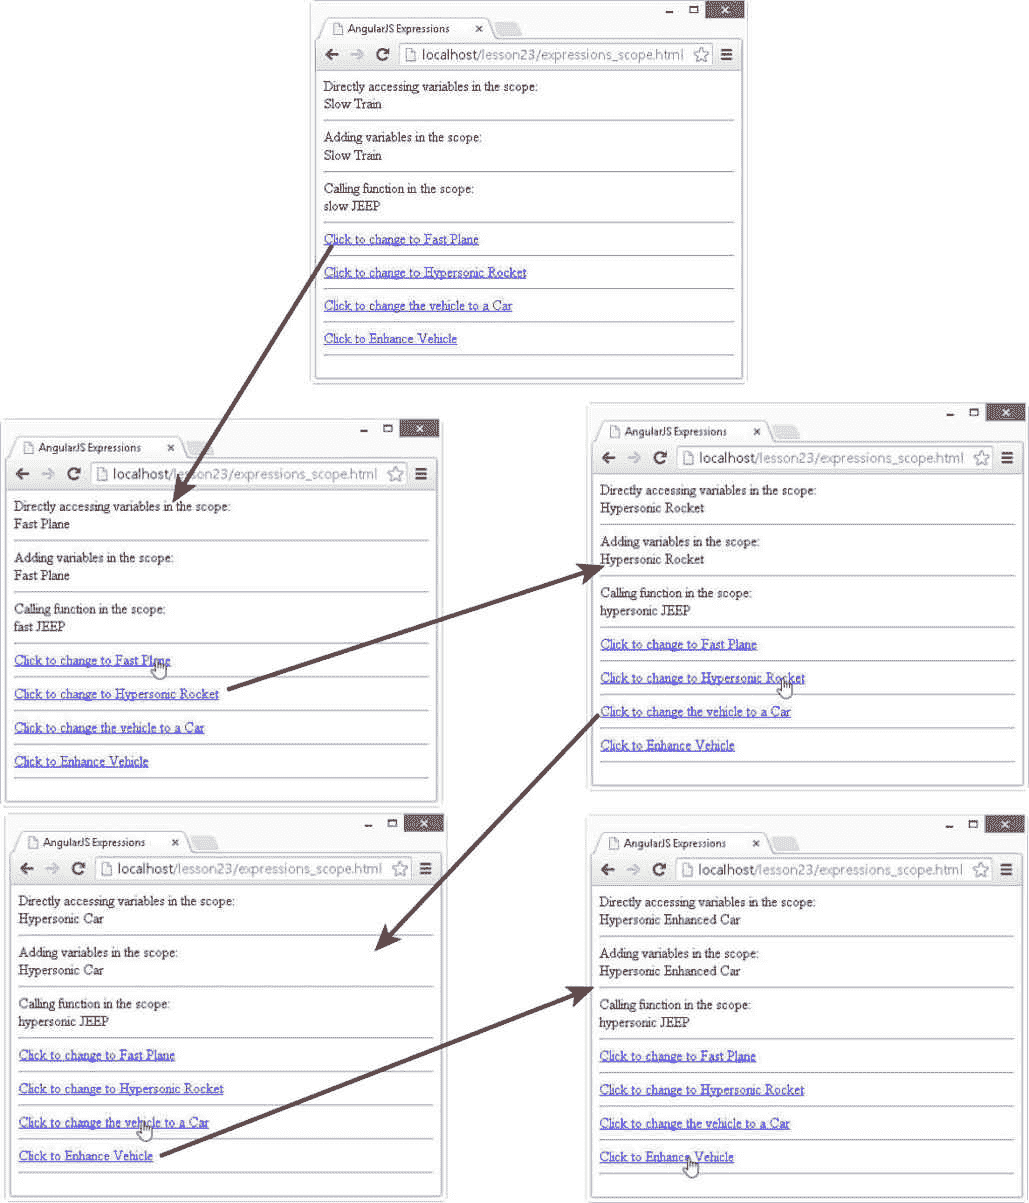 AngularJS Expressions
localhost/lesson23/expressions_scope.html
Directly accessing variables in the scope:
Slow Train
Adding variables in the scope:
Slow Train
Calling function in the scope:
slow JEEP
Click to change to Fast Plane
Click to change to Hypersonic Rocket
Click to change the vehicle to a Car
Click to Enhance Vehicle
AngularJS Expressions
localhost/lesson23/expressions_scope.html
Directly accessing variables in the scope:
Fast Plane
Adding variables in the scope:
Fast Plane
Calling function in the scope:
fast JEEP
Click to change to Fast Plane
Click to change to Hypersonic Rocket
Click to change the vehicle to a Car
Click to Enhance Vehicle
AngularJS Expressions
localhost/lesson23/expressions_scope.html
Directly accessing variables in the scope:
Hypersonic Rocket
Adding variables in the scope:
Hypersonic Rocket
Calling function in the scope:
hypersonic JEEP
Click to change to Fast Plane
Click to change to Hypersonic Rocket
Click to change the vehicle to a Car
Click to Enhance Vehicle
AngularJS Expressions
localhost/lesson23/expressions_scope.html
Directly accessing variables in the scope:
Hypersonic Car
Adding variables in the scope:
Hypersonic Car
Calling function in the scope:
hypersonic JEEP
Click to change to Fast Plane
Click to change to Hypersonic Rocket
Click to change the vehicle to a Car
Click to Enhance Vehicle
AngularJS Expressions
localhost/lesson23/expressions_scope.html
Directly accessing variables in the scope:
Hypersonic Enhanced Car
Adding variables in the scope:
Hypersonic Enhanced Car
Calling function in the scope:
hypersonic JEEP
Click to change to Fast Plane
Click to change to Hypersonic Rocket
Click to change the vehicle to a Car
Click to Enhance Vehicle